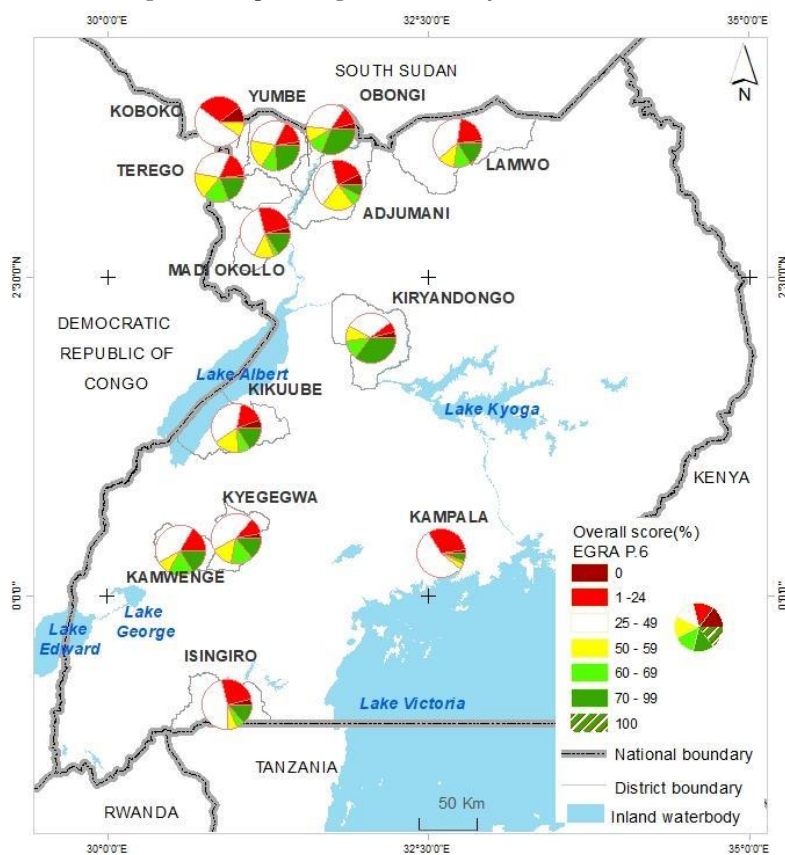 30°0'0"E
32°30'0"E
35°0'0"E
SOUTH SUDAN
N
KOBOKO
YUMBE
OBONGI
TEREGO
LAMWO
ADJUMANI
MADI OKOLLO
2°30'0"N
2°30'0"N
KIRYANDONGO
DEMOCRATIC
REPUBLIC OF
CONGO
Lake Albert
KIKUUBE
Lake Kyoga
KENYA
KYEGEGWA
KAMPALA
Overall score(%)
EGRA P.6
0
1 -24
25 - 49
50 - 59
60 - 69
70 - 99
100
National boundary
District boundary
Inland waterbody
KAMWENGE
0°0'0"
0°0'0"
Lake
George
Lake
Edward
ISINGIRO
Lake Victoria
TANZANIA
50 Km
RWANDA
30°0'0"E
32°30'0"E
35°0'0"E